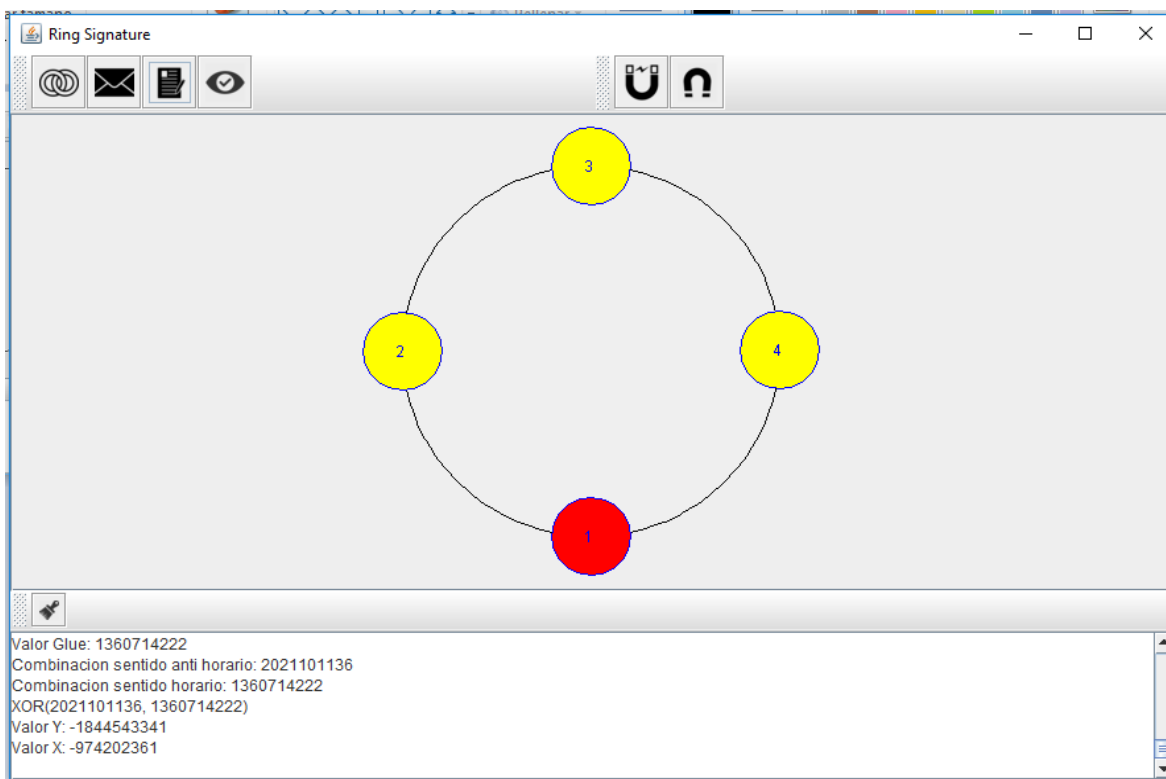 Ring Signature
3
2
4
1
Valor Glue: 1360714222
Combinacion sentido anti horario: 2021101136
Combinacion sentido horario: 1360714222
XOR(2021101136, 1360714222)
Valor Y: -1844543341
Valor X: -974202361